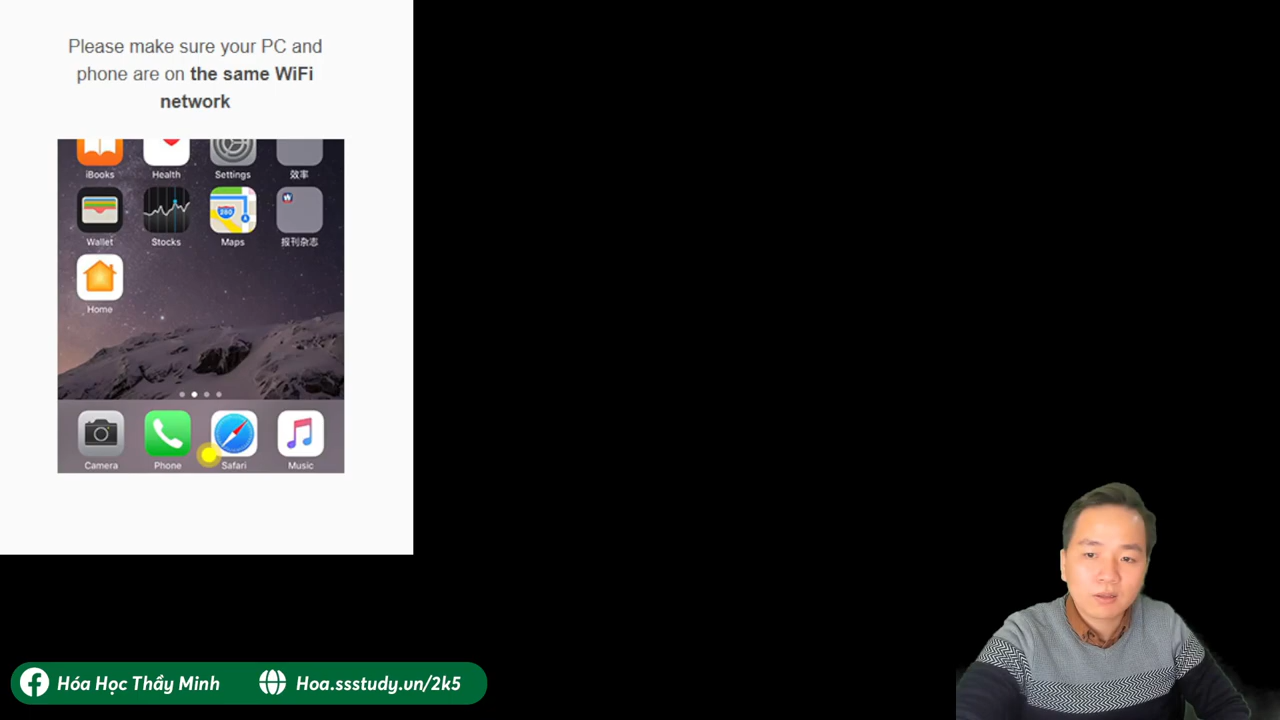 Please make sure your PC and
phone are on the same WiFi
network
iBooks Health Settings 效率
Wallet Stocks Maps 报刊杂志
280
Home
Camera Phone Safari Music
Hóa Học Thầy Minh Hoa.ssstudy.vn/2k5